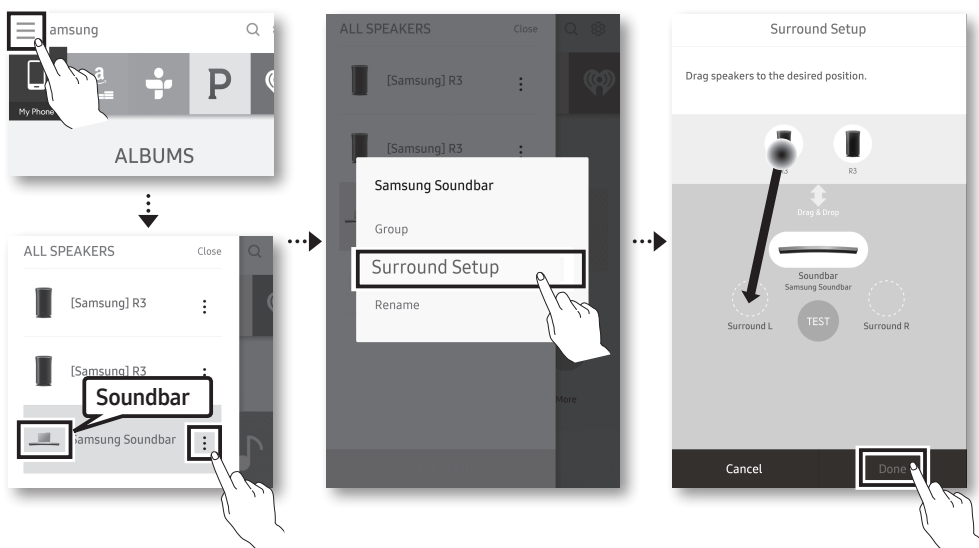 amsung
a
P
My Phone
ALBUMS
ALL SPEAKERS Close
[Samsung] R3
[Samsung] R3
Soundbar
Samsung Soundbar
ALL SPEAKERS Close
[Samsung] R3
[Samsung] R3
Samsung Soundbar
Group
Surround Setup
Rename
More
Surround Setup
Drag speakers to the desired position.
R3 R3
Drag & Drop
Soundbar
Samsung Soundbar
Surround L TEST Surround R
Cancel Done